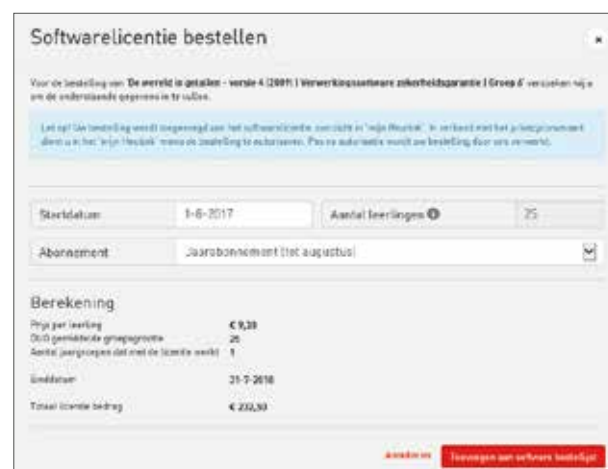 Softwarelicentie bestellen
×
Voor de bestelling van 'De wereld in getallen - versie 4 (2009) | Verwerkingssoftware zekerheidsgarantie | Groep 6' verzoeken wij u
om de onderstaande gegevens in te vullen.
Let op! Uw bestelling wordt toegevoegd aan het softwarelicentie overzicht in 'mijn Heutink'. In verband met het
dient u in het 'mijn Heutink' menu de bestelling te autoriseren. Pas na autorisatie wordt uw bestelling door ons verwerkt.
Startdatum 1-6-2017 Aantal leerlingen 25
Abonnement Jaarabonnement (tot augustus)
Berekening
Prijs per leerling € 9,30
DUO gemiddelde groepsgrootte 25
Aantal jaargroepen dat met de licentie werkt 1
Einddatum 31-7-2018
Totaal licentie bedrag € 232,50
Annuleren Toevoegen aan software bestellijst